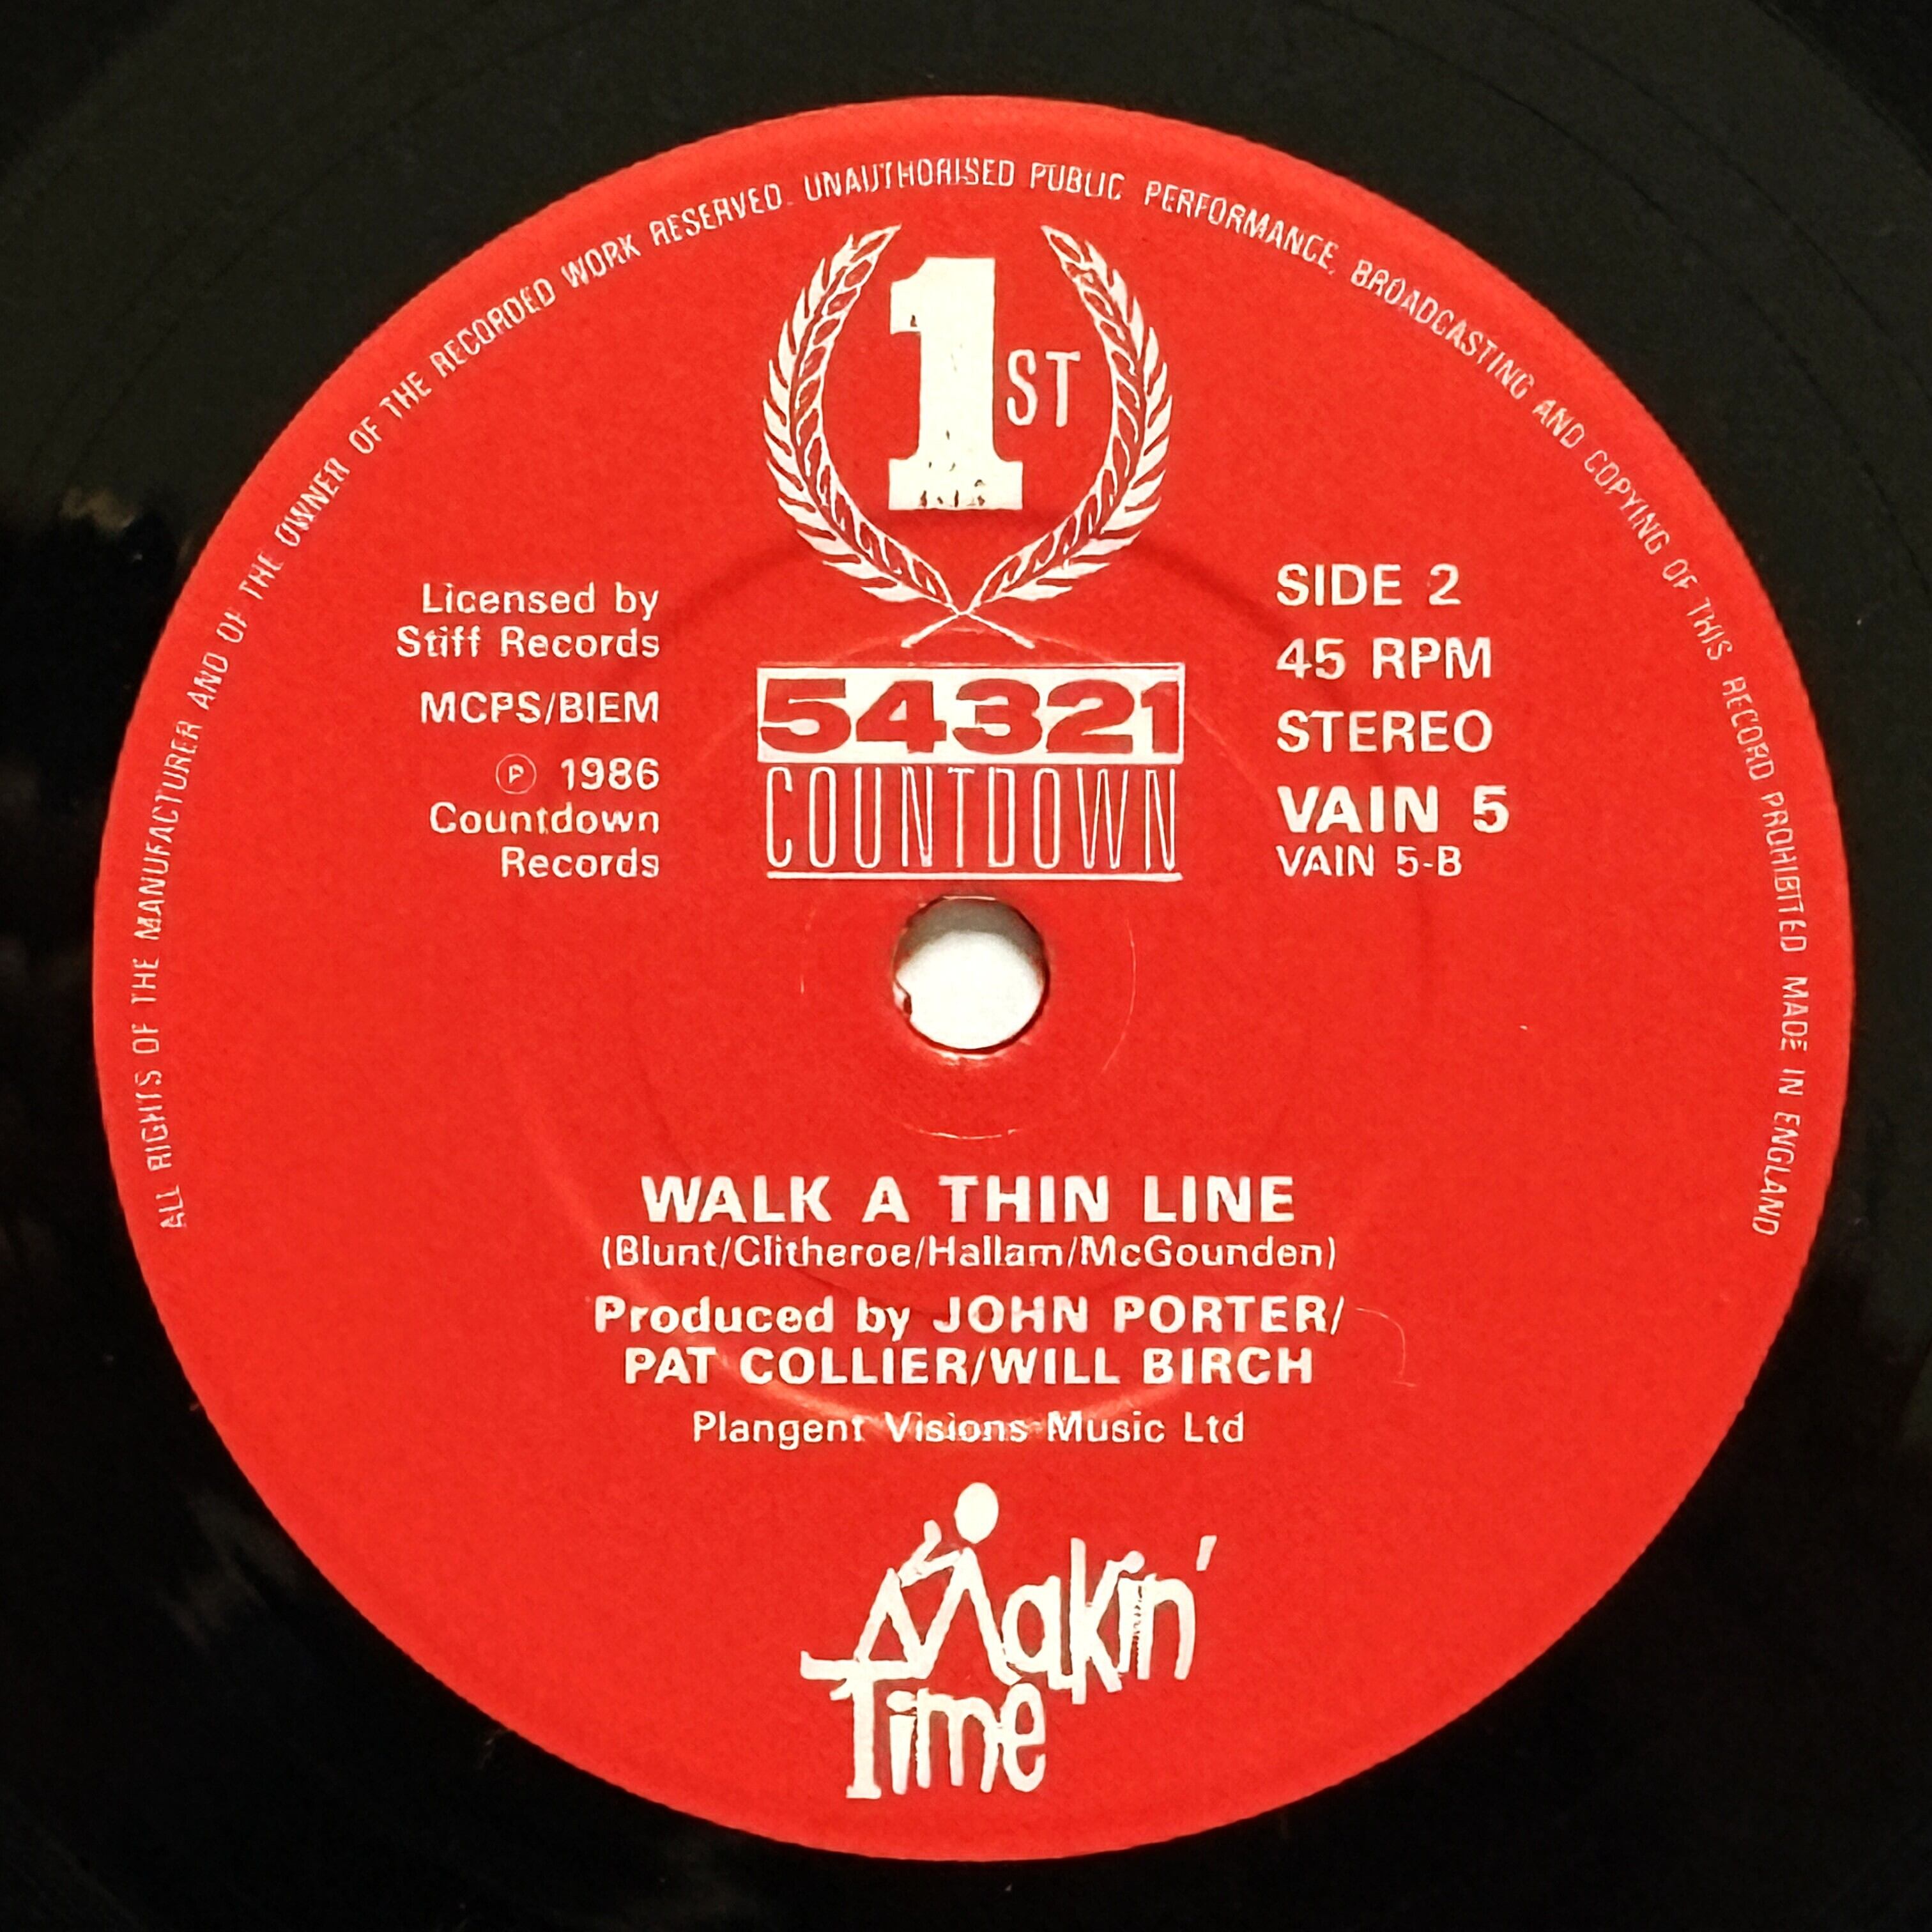 ALL RIGHTS OF THE MANUFACTURER AND OF THE OWNER OF THE RECORDED WORK RESERVED. UNAUTHORISED PUBLIC PERFORMANCE, BROADCASTING AND COPYING OF THIS RECORD PROHIBITED MADE IN ENGLAND
1ST
Licensed by
Stiff Records
MCPS/BIEM
℗ 1986
Countdown
Records
54321
COUNTDOWN
SIDE 2
45 RPM
STEREO
VAIN 5
VAIN 5-B
WALK A THIN LINE
(Blunt/Clitheroe/Hallam/McGounden)
Produced by JOHN PORTER/
PAT COLLIER/WILL BIRCH
Plangent Visions Music Ltd
Makin'
Time